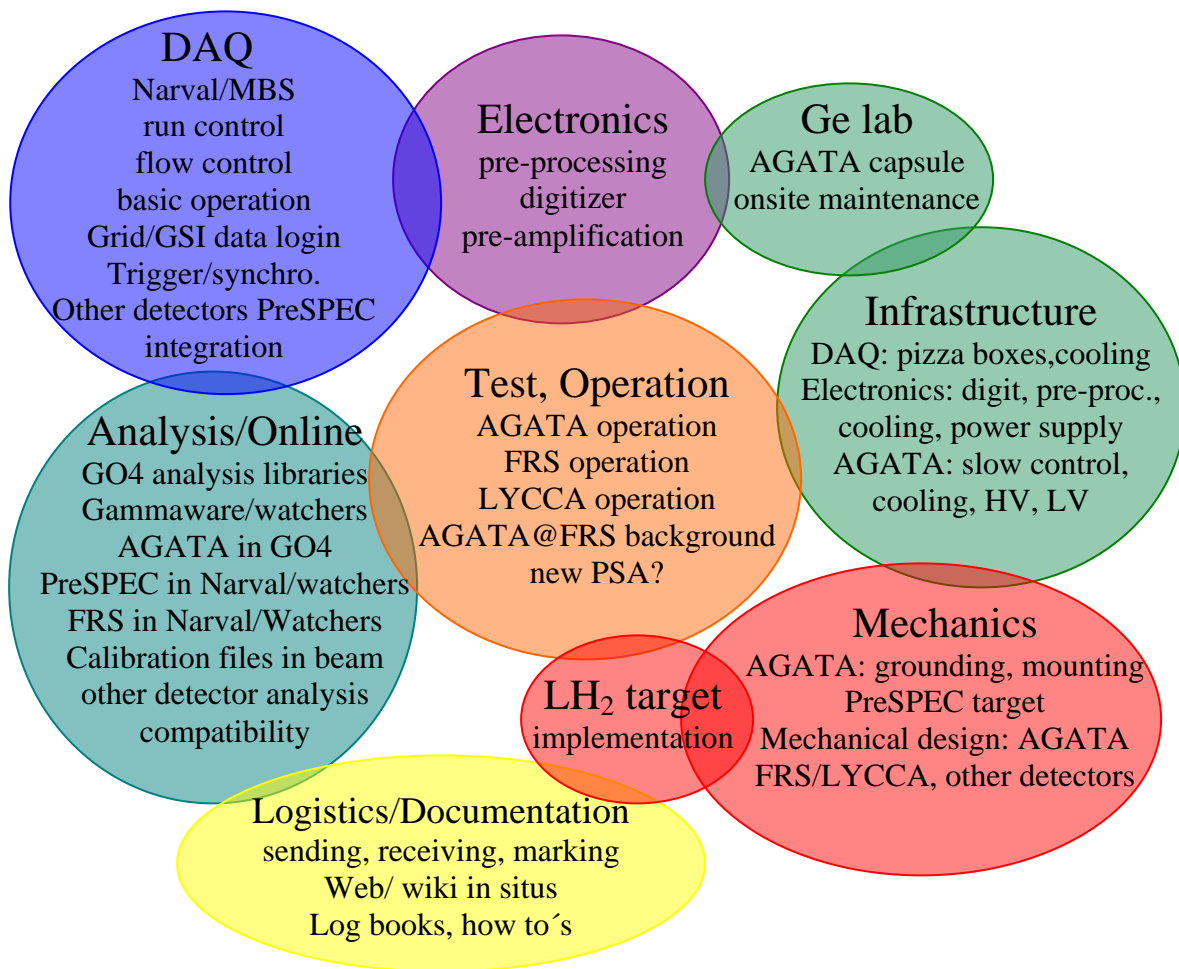 DAQ
Narval/MBS
run control
flow control
basic operation
Grid/GSI data login
Trigger/synchro.
Other detectors PreSPEC
integration
Electronics
pre-processing
digitizer
pre-amplification
Ge lab
AGATA capsule
onsite maintenance
Infrastructure
DAQ: pizza boxes,cooling
Electronics: digit, pre-proc.,
cooling, power supply
AGATA: slow control,
cooling, HV, LV
Test, Operation
AGATA operation
FRS operation
LYCCA operation
AGATA@FRS background
new PSA?
Analysis/Online
GO4 analysis libraries
Gammaware/watchers
AGATA in GO4
PreSPEC in Narval/watchers
FRS in Narval/Watchers
Calibration files in beam
other detector analysis
compatibility
Mechanics
AGATA: grounding, mounting
PreSPEC target
Mechanical design: AGATA
FRS/LYCCA, other detectors
LH₂ target
implementation
Logistics/Documentation
sending, receiving, marking
Web/ wiki in situs
Log books, how to´s